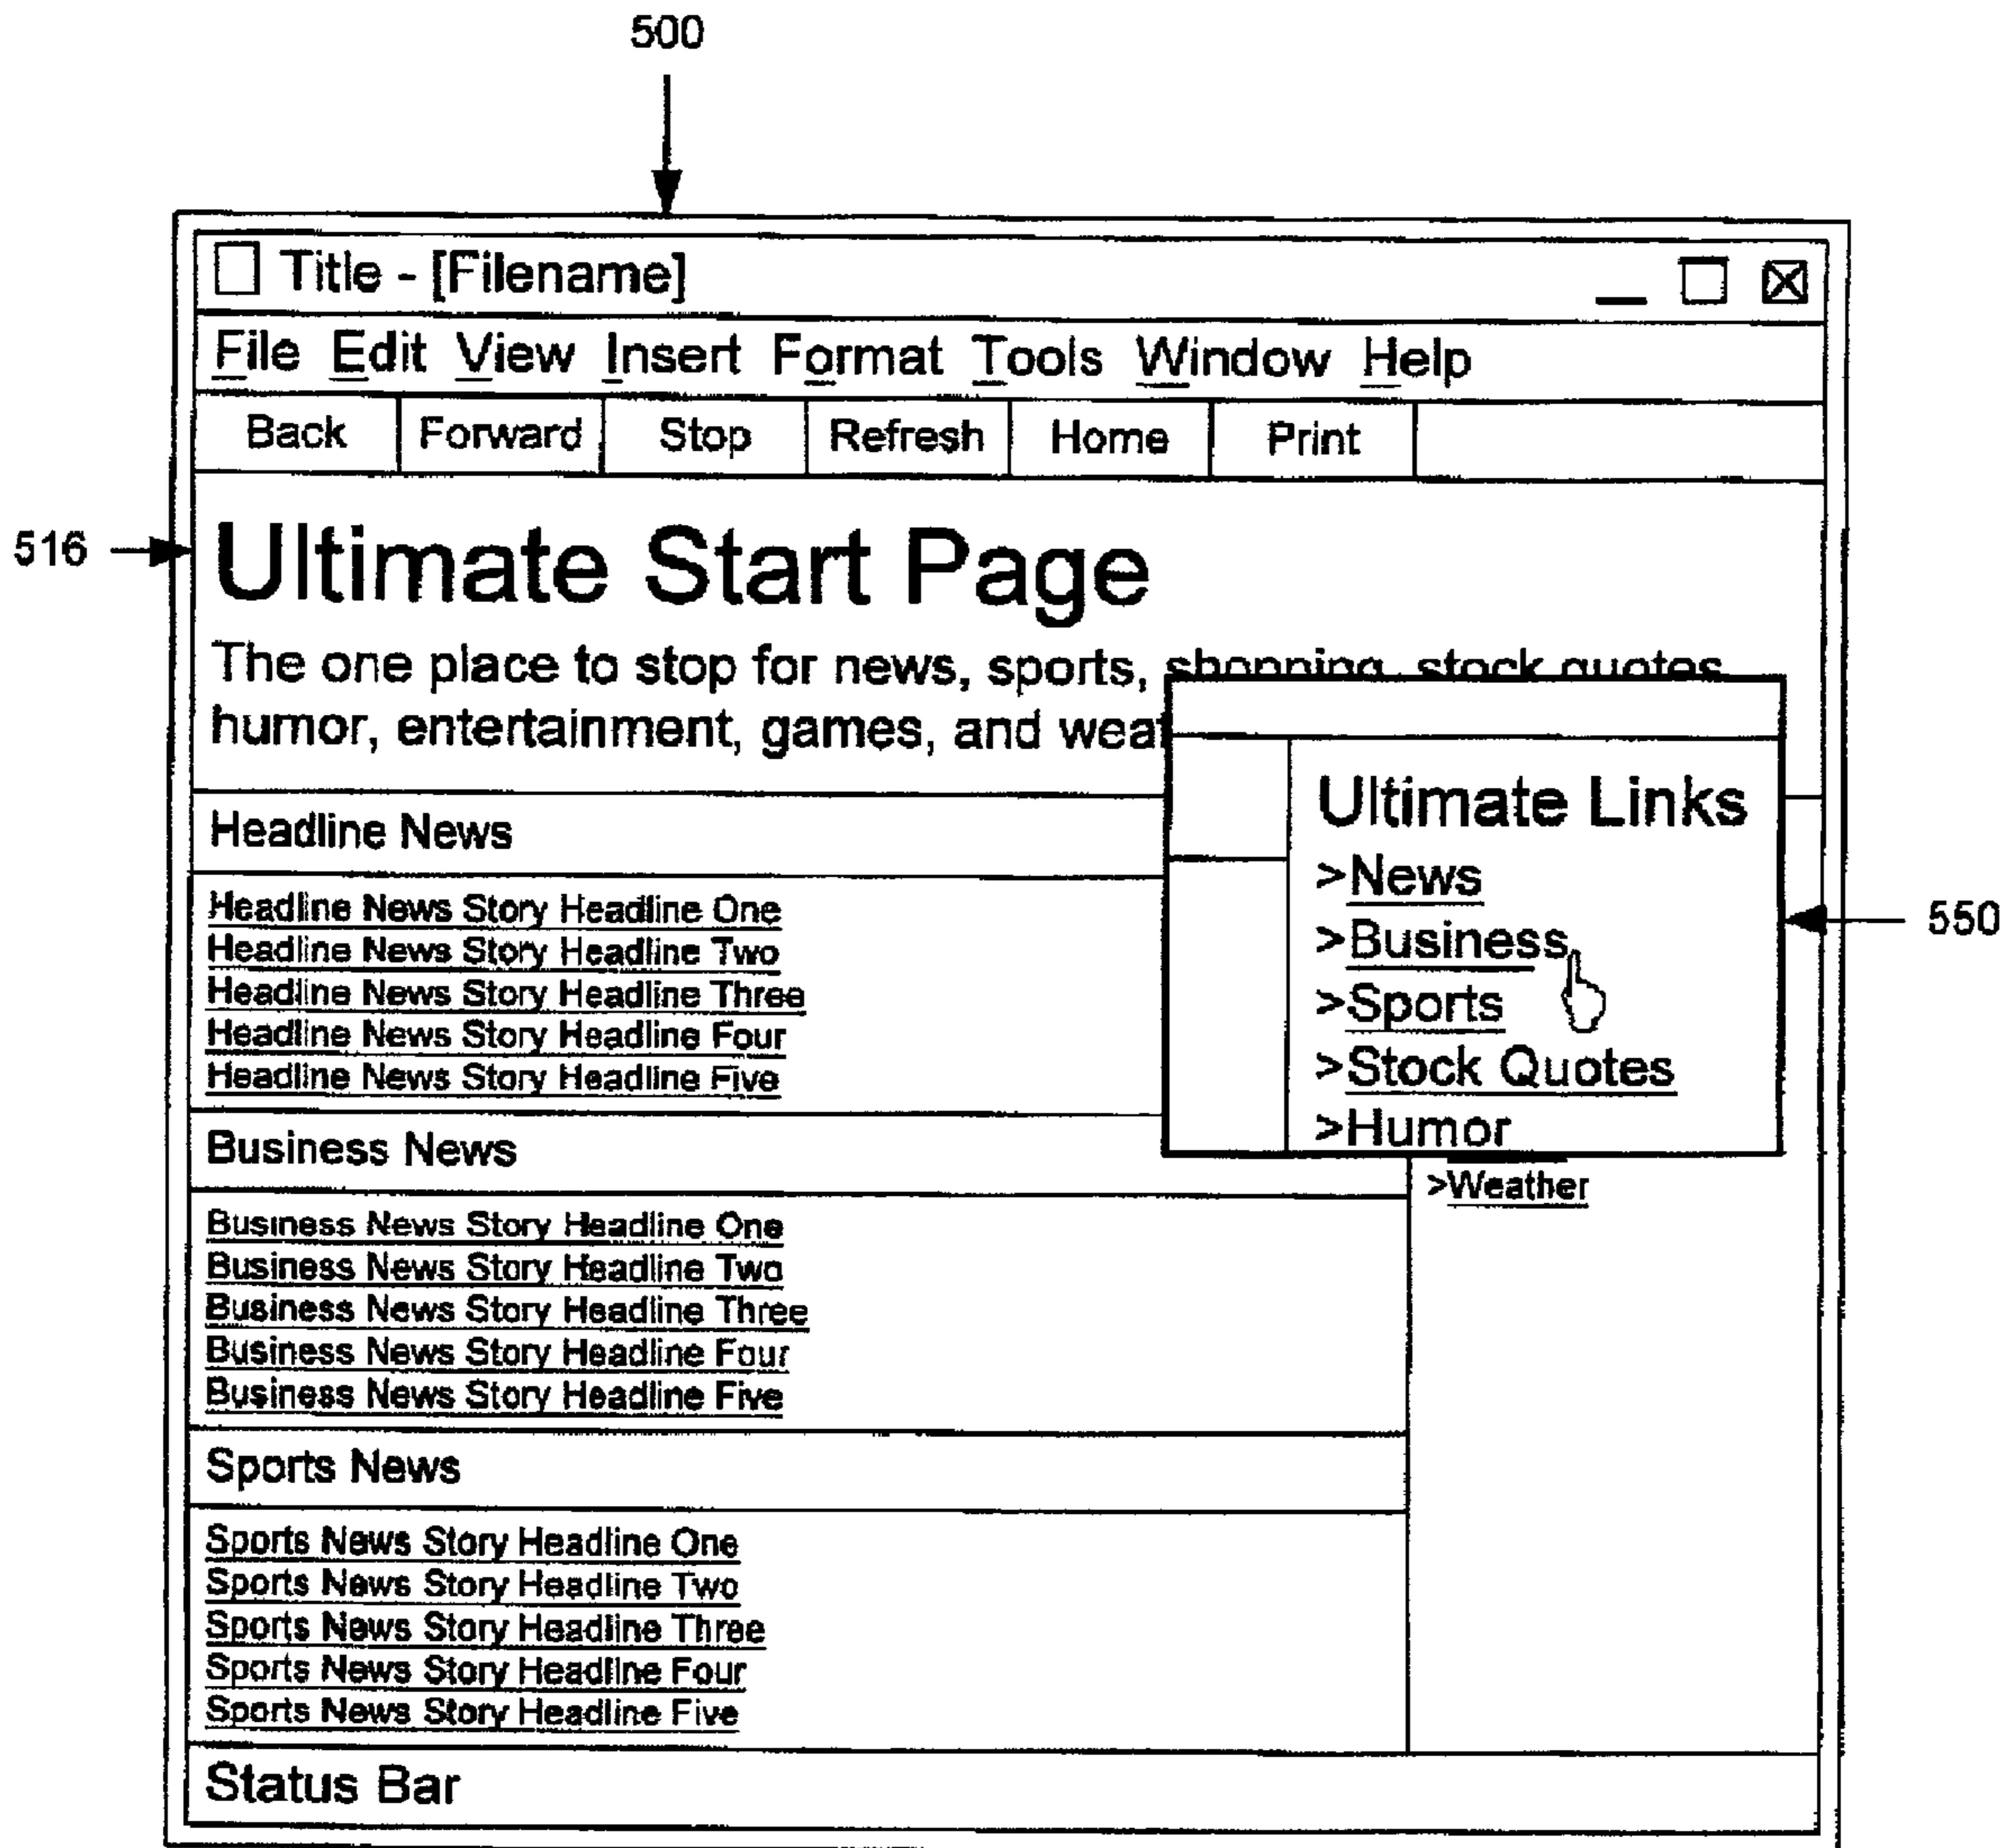 500
Title - [Filename]
File Edit View Insert Format Tools Window Help
Back Forward Stop Refresh Home Print
516
Ultimate Start Page
The one place to stop for news, sports, shopping, stock quotes
humor, entertainment, games, and
Headline News
Headline News Story Headline One
Headline News Story Headline Two
Headline News Story Headline Three
Headline News Story Headline Four
Headline News Story Headline Five
Ultimate Links
>News
>Business
>Sports
>Stock Quotes
>Humor
550
>Weather
Business News
Business News Story Headline One
Business News Story Headline Two
Business News Story Headline Three
Business News Story Headline Four
Business News Story Headline Five
Sports News
Sports News Story Headline One
Sports News Story Headline Two
Sports News Story Headline Three
Sports News Story Headline Four
Sports News Story Headline Five
Status Bar